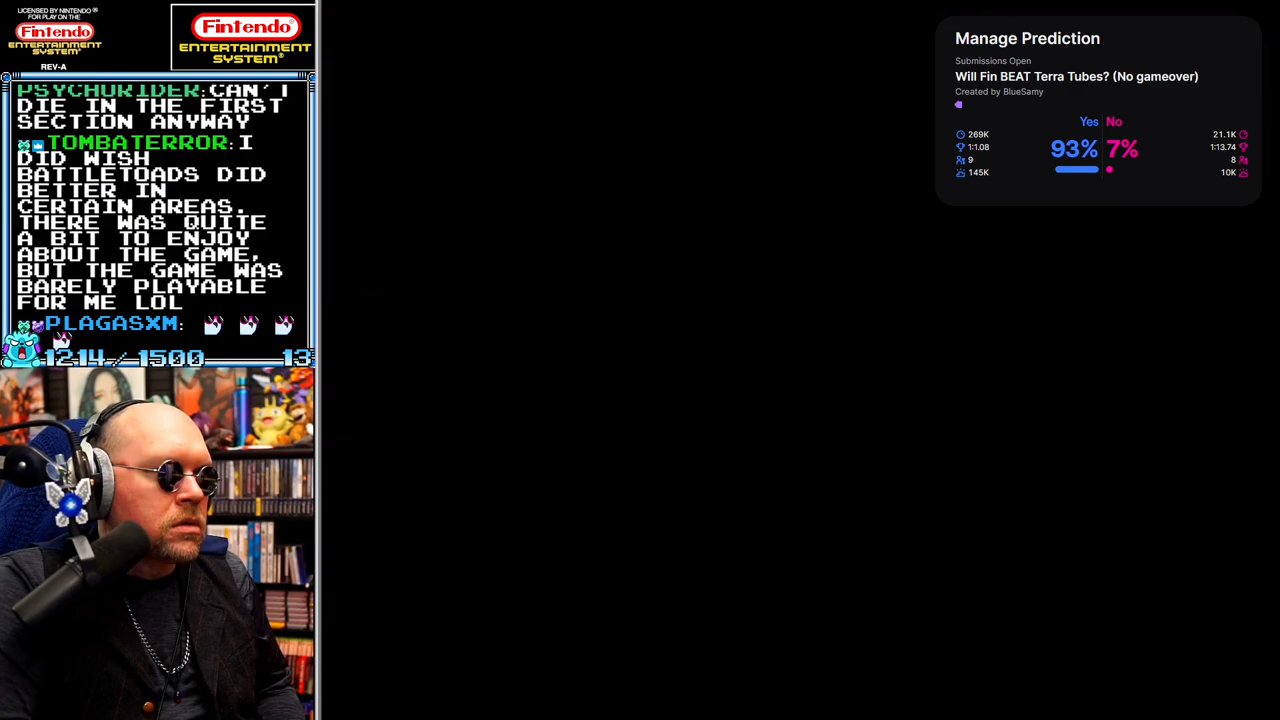 LICENSED BY NINTENDO®
FOR PLAY ON THE
Fintendo
ENTERTAINMENT
SYSTEM®
REV-A
Fintendo®
ENTERTAINMENT
SYSTEM®
PSYCHORIDER:CAN'T
DIE IN THE FIRST
SECTION ANYWAY
TOMBATERROR:I
DID WISH
BATTLETOADS DID
BETTER IN
CERTAIN AREAS.
THERE WAS QUITE
A BIT TO ENJOY
ABOUT THE GAME,
BUT THE GAME WAS
BARELY PLAYABLE
FOR ME LOL
PLAGASXM:
1214/1500 13
Manage Prediction
Submissions Open
Will Fin BEAT Terra Tubes? (No gameover)
Created by BlueSamy
Yes No
269K
1:1.08
9
145K
93% 7%
21.1K
1:13.74
8
10K